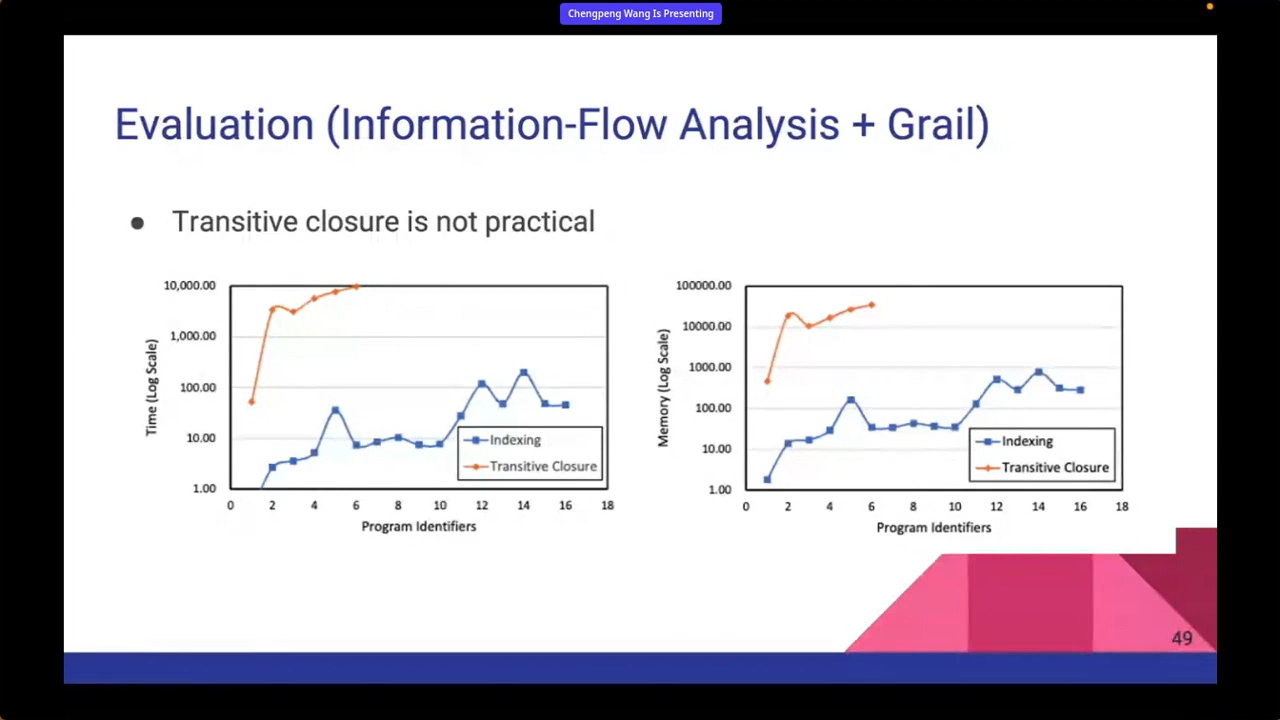 Chengpeng Wang Is Presenting
Evaluation (Information-Flow Analysis + Grail)
● Transitive closure is not practical
10,000.00
1,000.00
100.00
10.00
1.00
Time (Log Scale)
0 2 4 6 8 10 12 14 16 18
Program Identifiers
Indexing
Transitive Closure
100000.00
10000.00
1000.00
100.00
10.00
1.00
Memory (Log Scale)
0 2 4 6 8 10 12 14 16 18
Program Identifiers
Indexing
Transitive Closure
49